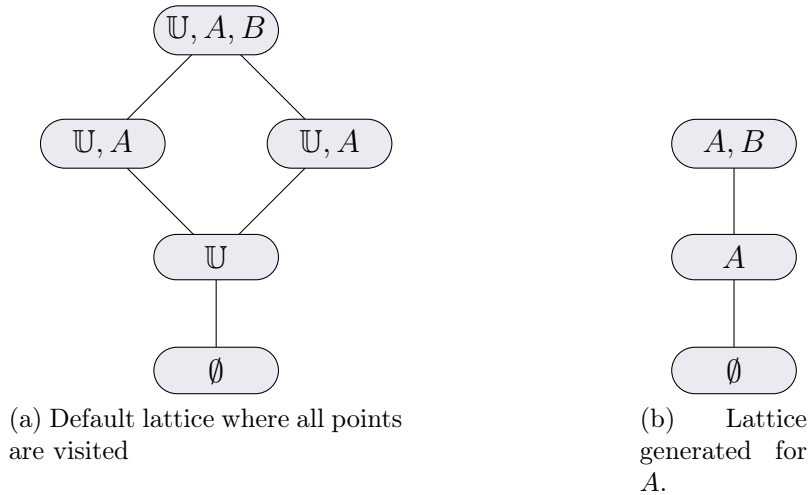 𝕌, A, B
𝕌, A
𝕌, A
A, B
𝕌
A
∅
∅
(a) Default lattice where all points
are visited
(b) Lattice
generated for
A.